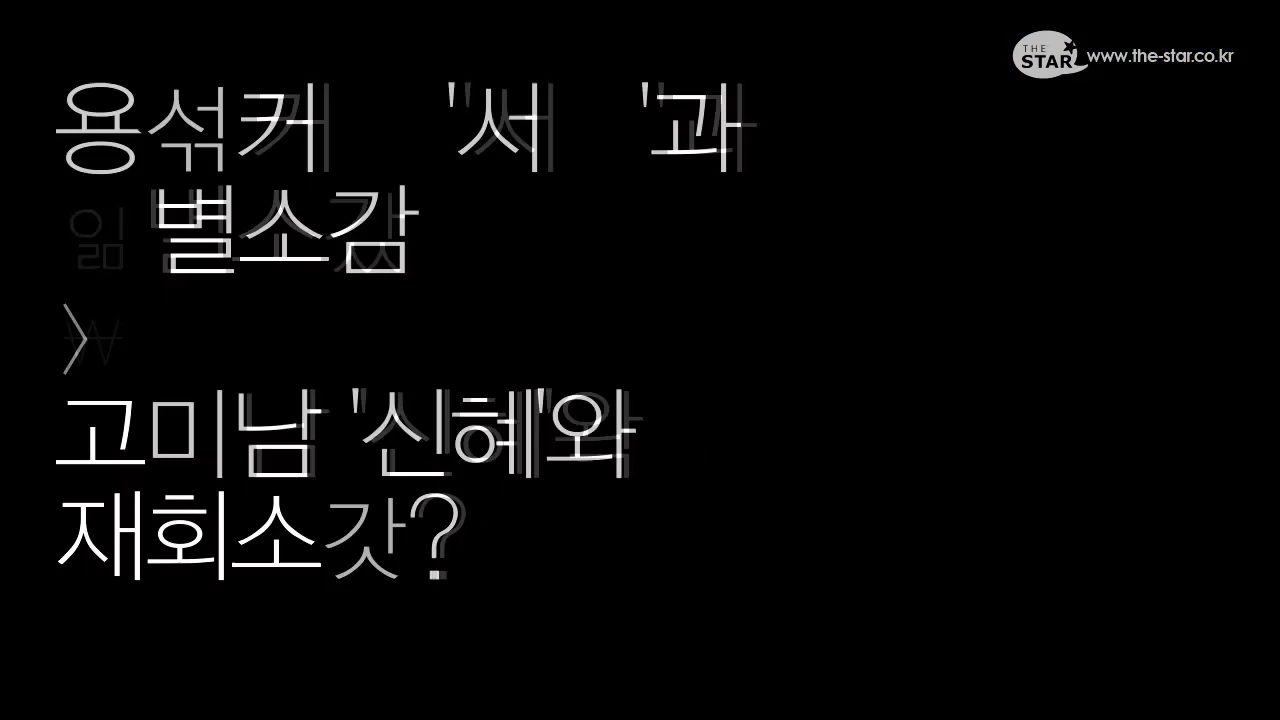 THE STAR www.the-star.co.kr
용섞커 '서 '과
별소감
〉
고미남 '신혜'와
재회소갓?